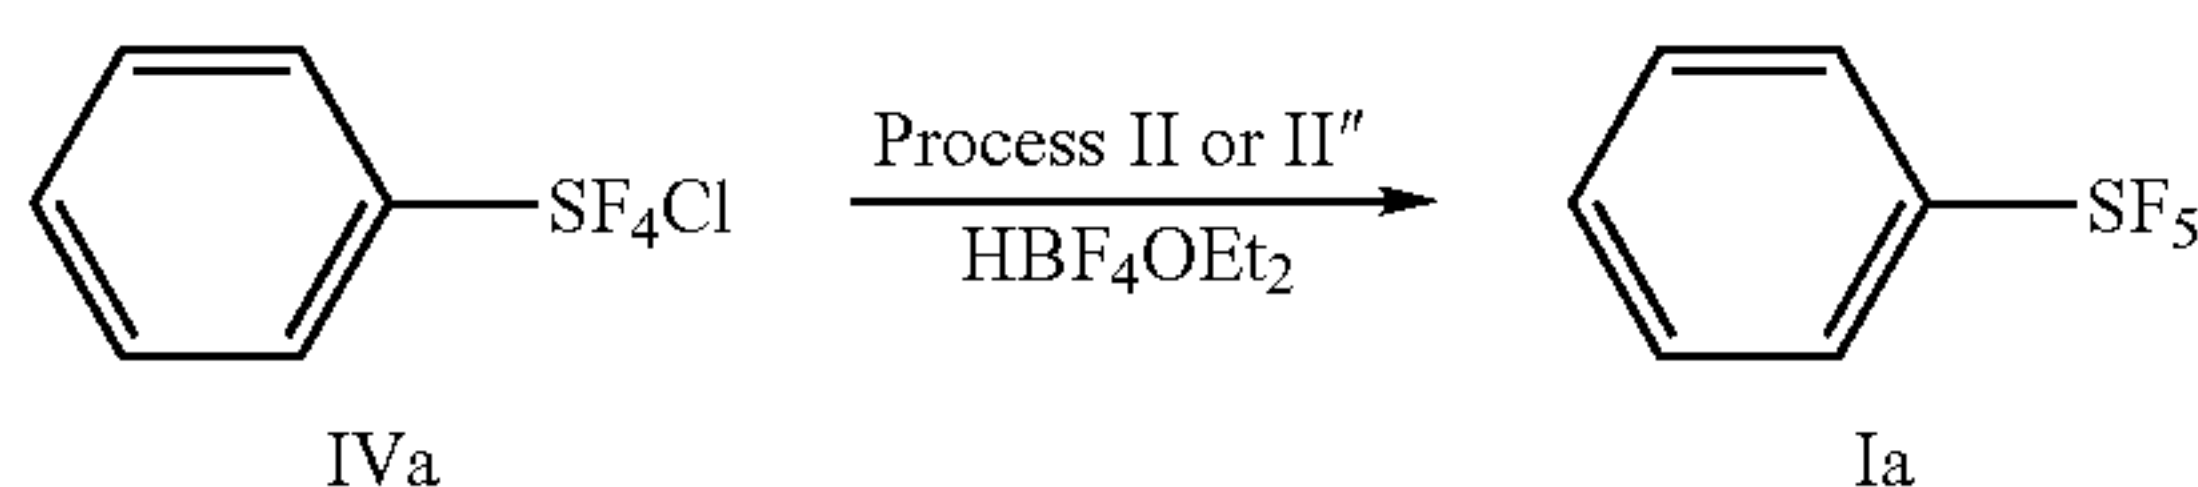 Process II or II″
SF₄Cl
HBF₄OEt₂
SF₅
IVa
Ia